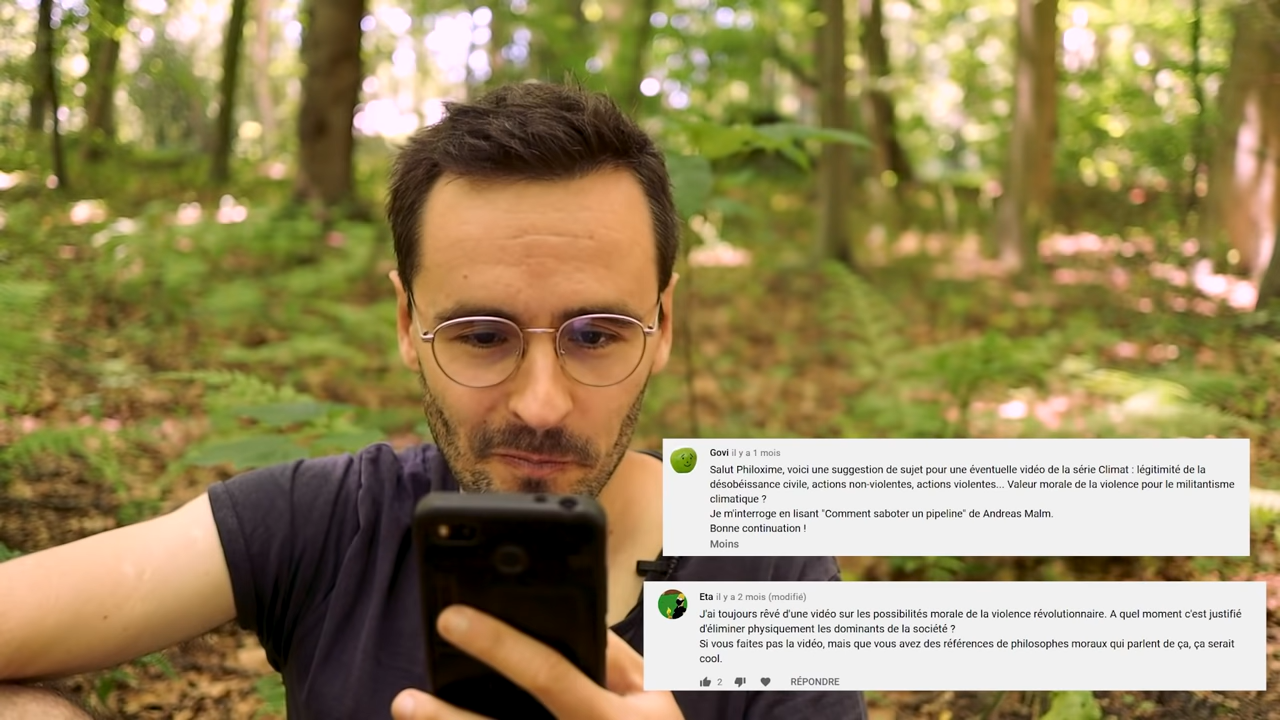 Govi il y a 1 mois
Salut Philoxime, voici une suggestion de sujet pour une éventuelle vidéo de la série Climat : légitimité de la
désobéissance civile, actions non-violentes, actions violentes... Valeur morale de la violence pour le militantisme
climatique ?
Je m'interroge en lisant "Comment saboter un pipeline" de Andreas Malm.
Bonne continuation !
Moins
Eta il y a 2 mois (modifié)
J'ai toujours rêvé d'une vidéo sur les possibilités morale de la violence révolutionnaire. A quel moment c'est justifié
d'éliminer physiquement les dominants de la société ?
Si vous faites pas la vidéo, mais que vous avez des références de philosophes moraux qui parlent de ça, ça serait
cool.
2 RÉPONDRE